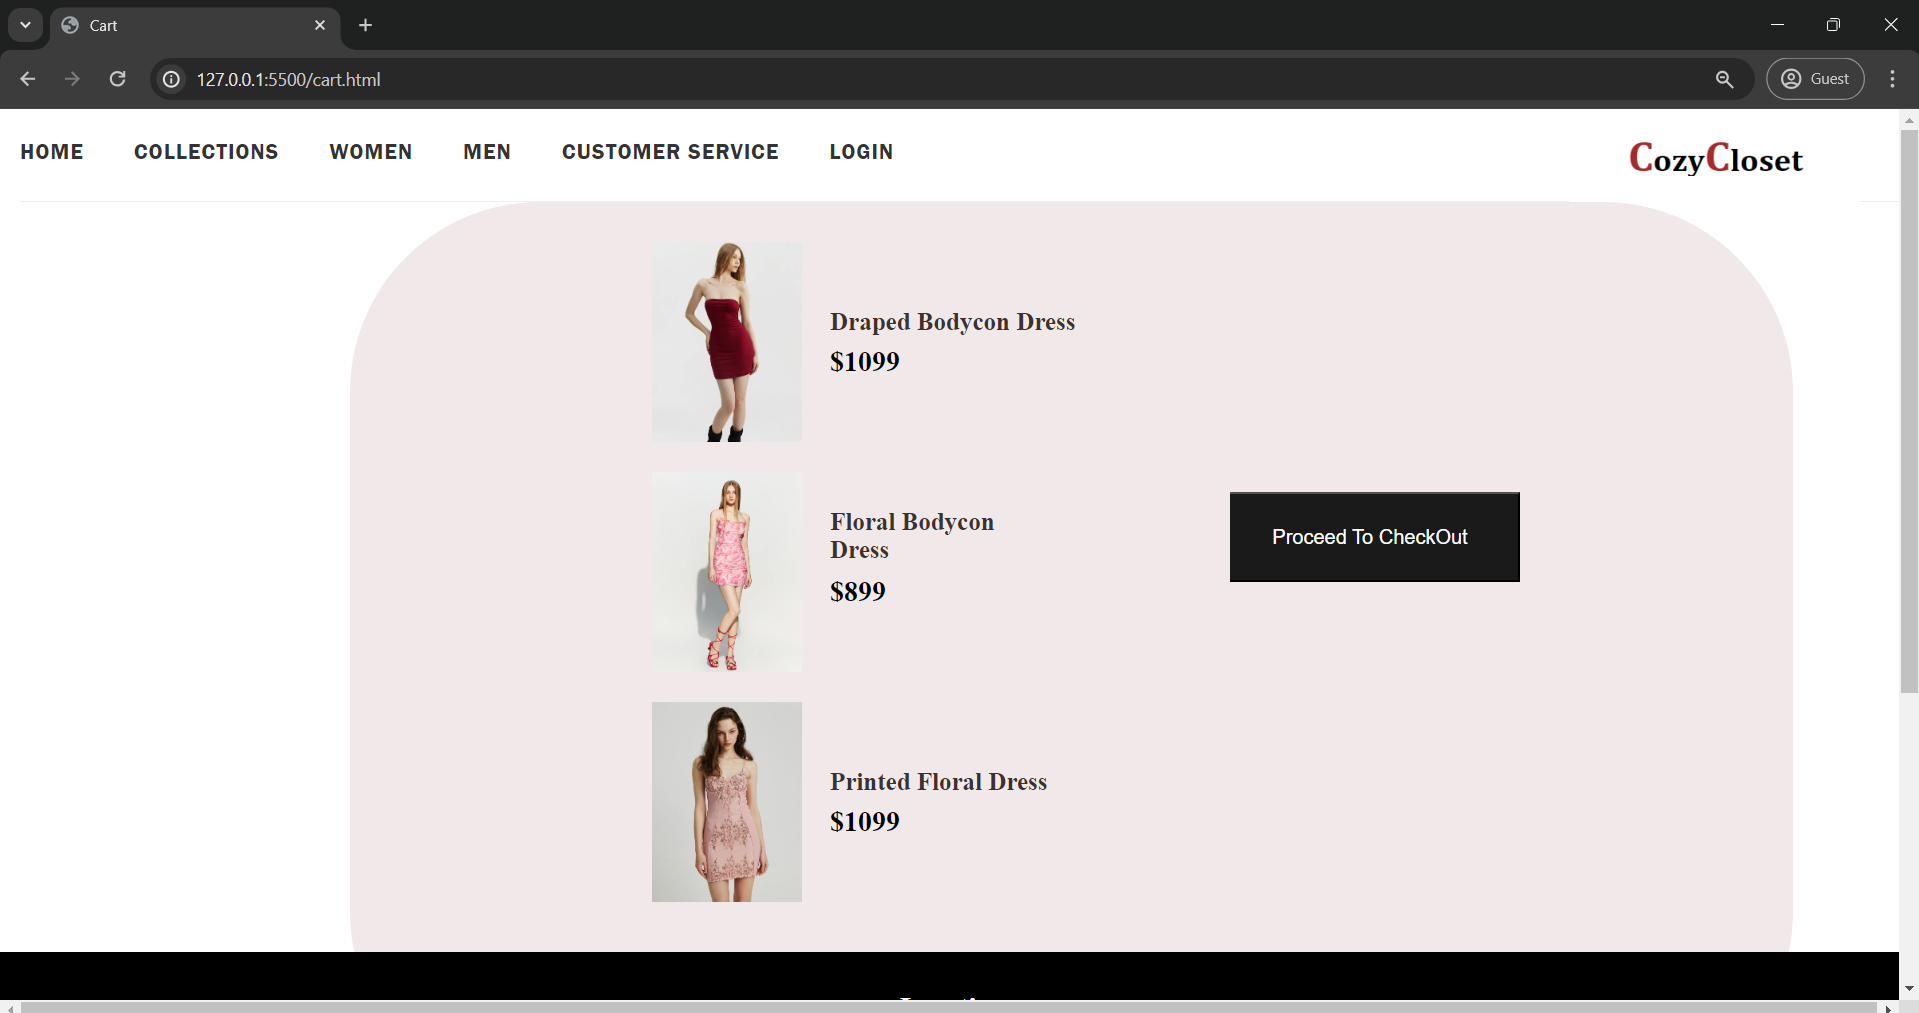 Cart
127.0.0.1:5500/cart.html
Guest
HOME COLLECTIONS WOMEN MEN CUSTOMER SERVICE LOGIN
CozyCloset
Draped Bodycon Dress
$1099
Floral Bodycon
Dress
$899
Proceed To CheckOut
Printed Floral Dress
$1099